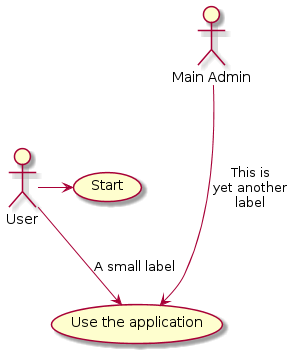 Main Admin
This is
yet another
label
Start
User
A small label
Use the application